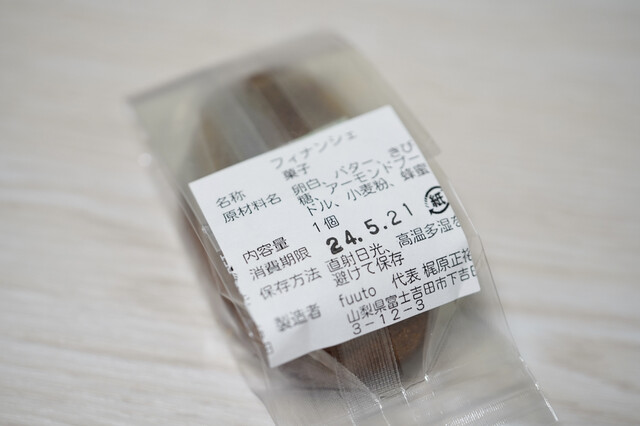 フィナンシェ
名称 菓子
原材料名 卵白、バター、きび
糖、アーモンドプー
ドル、小麦粉、蜂蜜
内容量 1個
消費期限 24.5.21
紙
保存方法 直射日光、高温多湿を
避けて保存
製造者 fuuto 代表 梶原正裕
山梨県富士吉田市下吉田
3-12-3